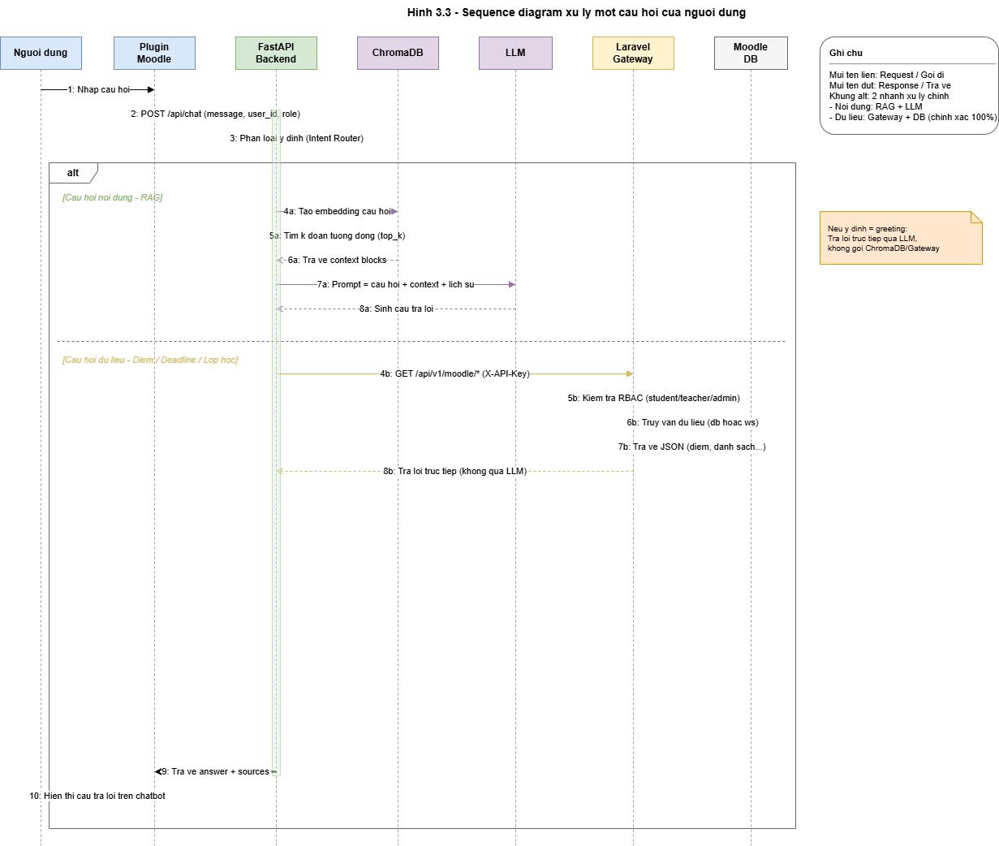 Hinh 3.3 - Sequence diagram xu ly mot cau hoi cua nguoi dung
Nguoi dung
Plugin
Moodle
FastAPI
Backend
ChromaDB
LLM
Laravel
Gateway
Moodle
DB
Ghi chu
Mui ten lien: Request / Goi di
Mui ten dut: Response / Tra ve
Khung alt: 2 nhanh xu ly chinh
- Noi dung: RAG + LLM
- Du lieu: Gateway + DB (chinh xac 100%)
1: Nhap cau hoi
2: POST /api/chat (message, user_id, role)
3: Phan loai y dinh (Intent Router)
alt
[Cau hoi noi dung - RAG]
4a: Tao embedding cau hoi
5a: Tim k doan tuong dong (top_k)
6a: Tra ve context blocks
7a: Prompt = cau hoi + context + lich su
8a: Sinh cau tra loi
Neu y dinh = greeting:
Tra loi truc tiep qua LLM,
khong goi ChromaDB/Gateway
[Cau hoi du lieu - Diem / Deadline / Lop hoc]
4b: GET /api/v1/moodle/* (X-API-Key)
5b: Kiem tra RBAC (student/teacher/admin)
6b: Truy van du lieu (db hoac ws)
7b: Tra ve JSON (diem, danh sach...)
8b: Tra loi truc tiep (khong qua LLM)
9: Tra ve answer + sources
10: Hien thi cau tra loi tren chatbot